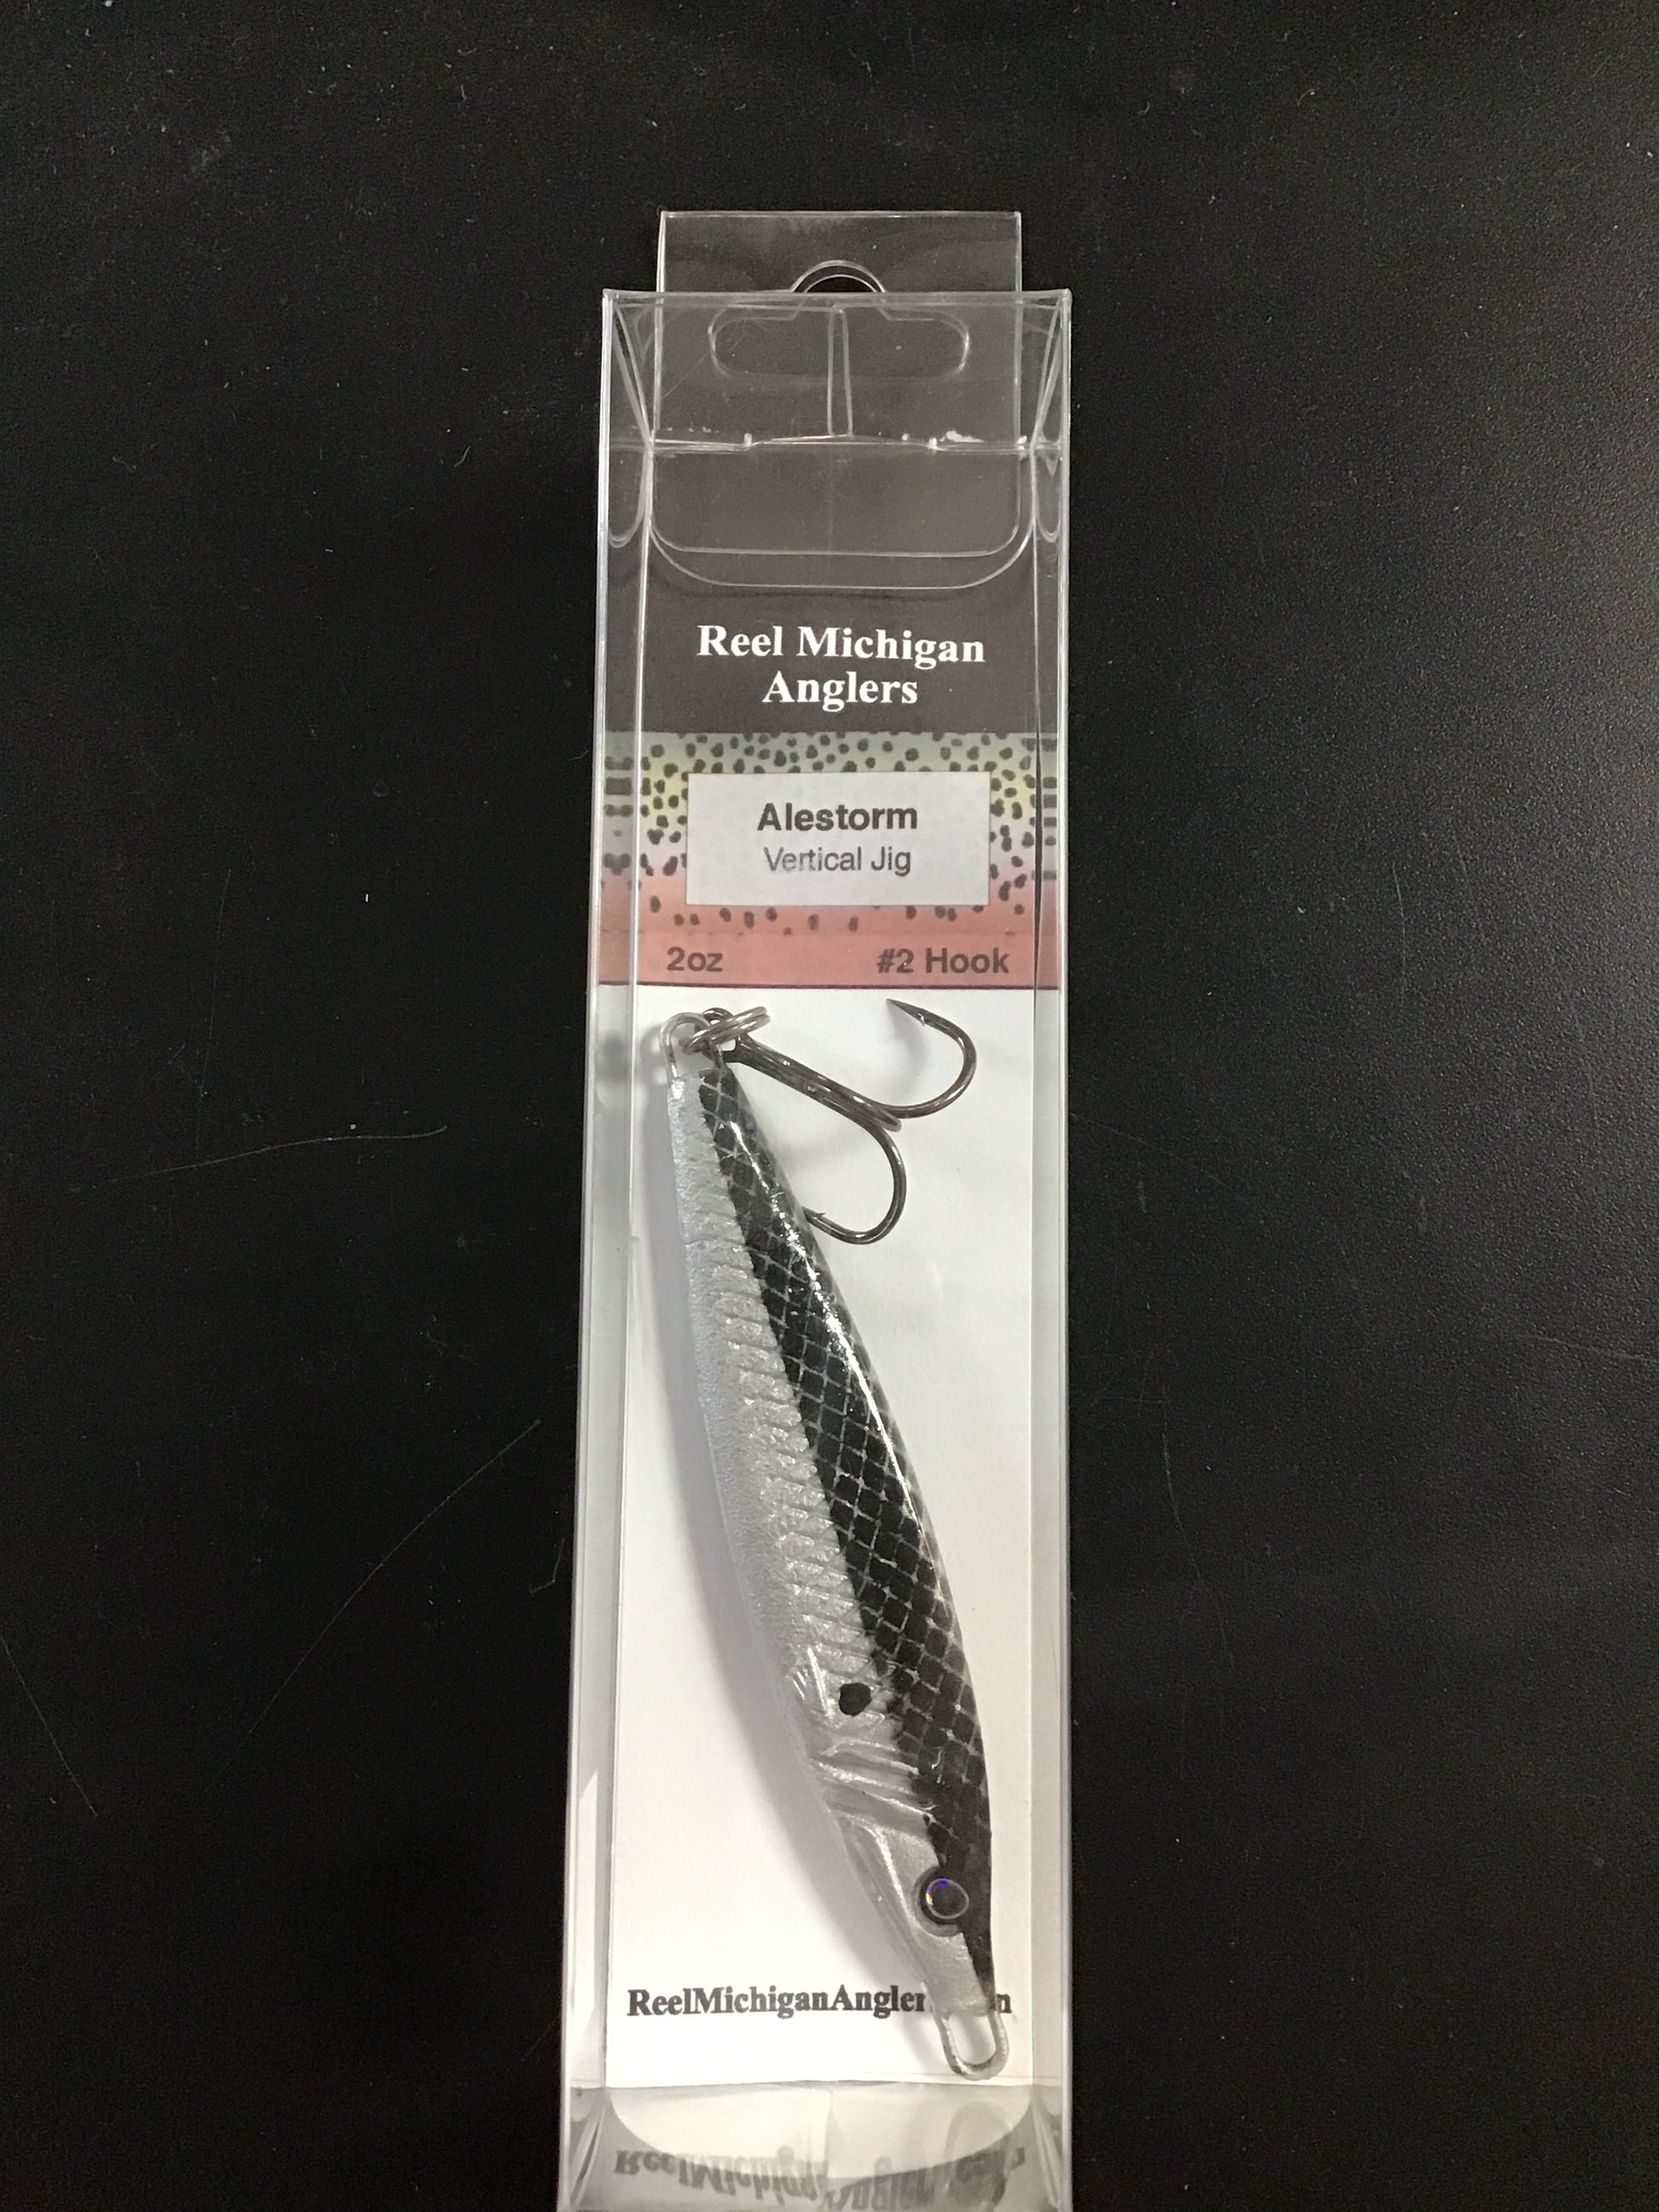 Reel Michigan
Anglers
Alestorm
Vertical Jig
2oz #2 Hook